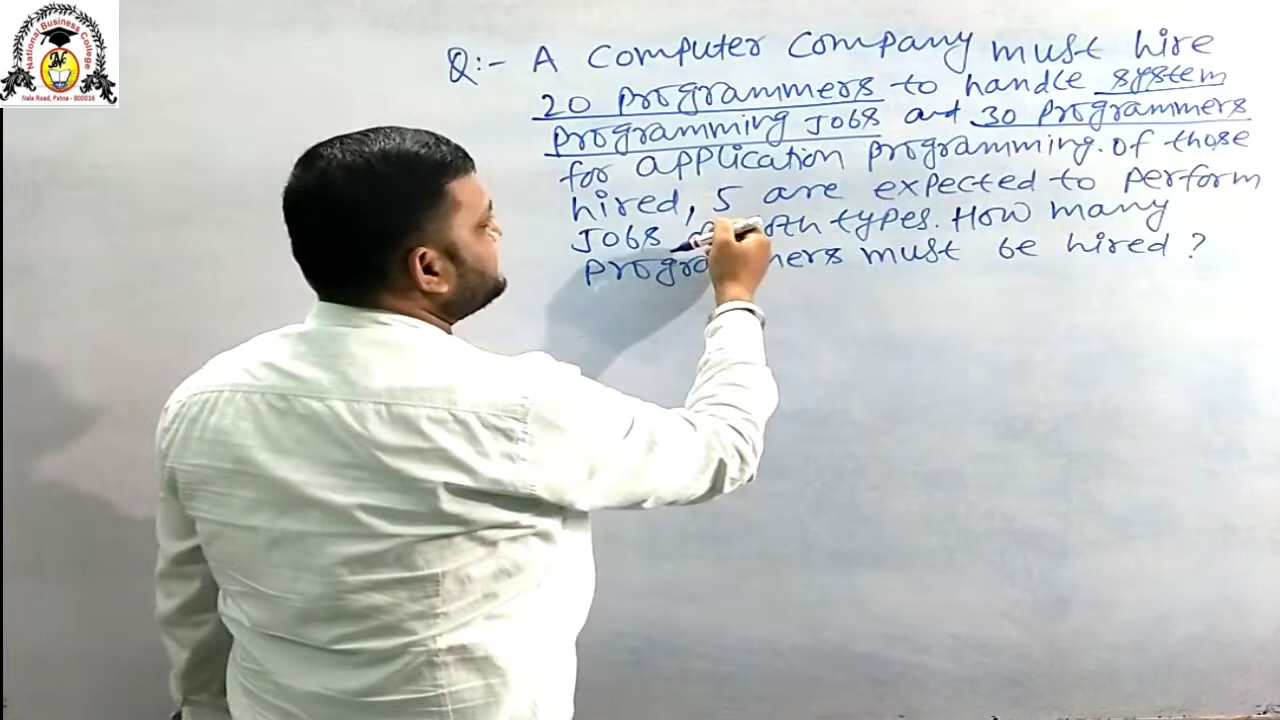 National Business College
NBC
Nala Road, Patna - 800016
Q:- A Computer Company must hire
20 programmers to handle system
programming Jobs and 30 programmers
for application programming. of those
hired, 5 are expected to perform
Jobs types. How many
must be hired?